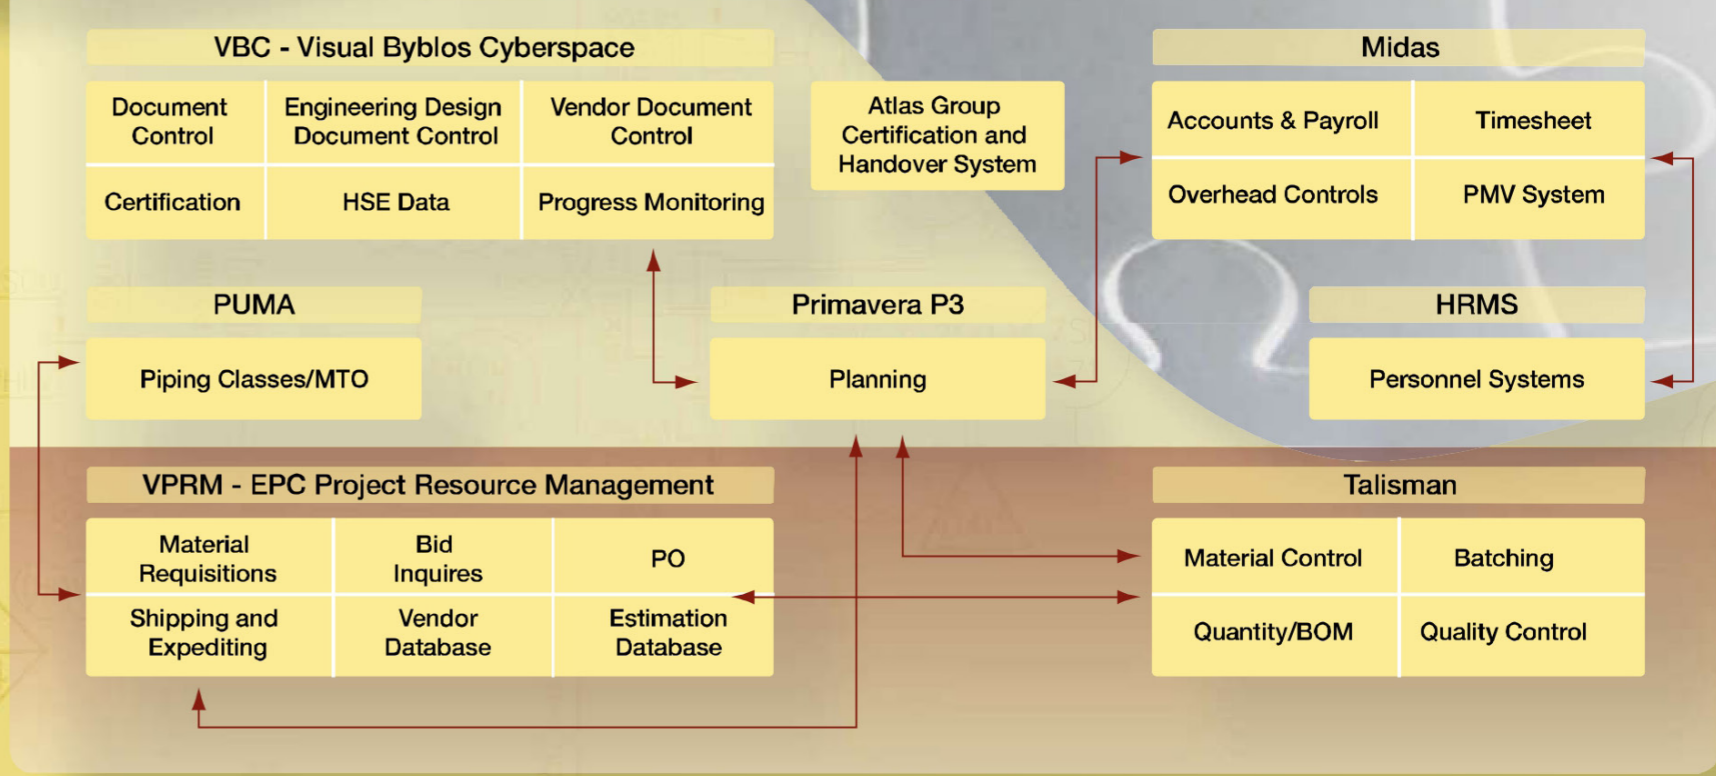 VBC - Visual Byblos Cyberspace
Document
Control
Engineering Design
Document Control
Vendor Document
Control
Certification
HSE Data
Progress Monitoring
Atlas Group
Certification and
Handover System
Midas
Accounts & Payroll
Timesheet
Overhead Controls
PMV System
PUMA
Piping Classes/MTO
Primavera P3
Planning
HRMS
Personnel Systems
VPRM - EPC Project Resource Management
Material
Requisitions
Bid
Inquires
PO
Shipping and
Expediting
Vendor
Database
Estimation
Database
Talisman
Material Control
Batching
Quantity/BOM
Quality Control